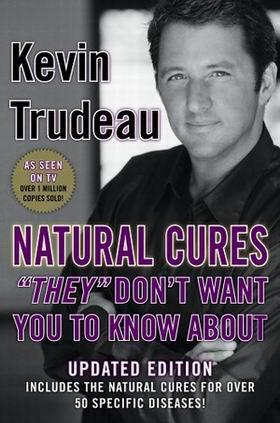 Kevin
Trudeau
AS SEEN
ON TV
OVER 1 MILLION
COPIES SOLD!
NATURAL CURES
"THEY" DON'T WANT
YOU TO KNOW ABOUT
UPDATED EDITION
INCLUDES THE NATURAL CURES FOR OVER
50 SPECIFIC DISEASES!